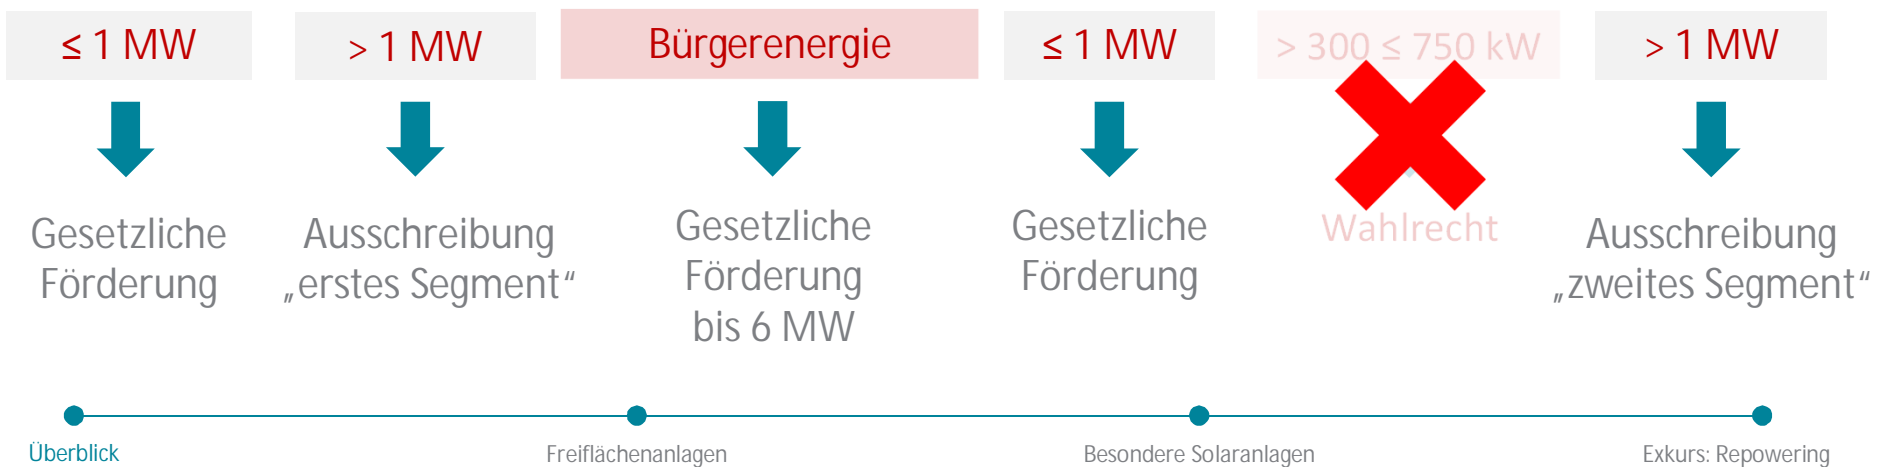 ≤ 1 MW
> 1 MW
Bürgerenergie
≤ 1 MW
> 300 ≤ 750 kW
> 1 MW
Gesetzliche
Förderung
Ausschreibung
„erstes Segment“
Gesetzliche
Förderung
bis 6 MW
Gesetzliche
Förderung
Wahlrecht
Ausschreibung
„zweites Segment“
Überblick
Freiflächenanlagen
Besondere Solaranlagen
Exkurs: Repowering